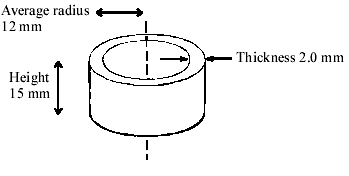 Average radius
12 mm
Thickness 2.0 mm
Height
15 mm